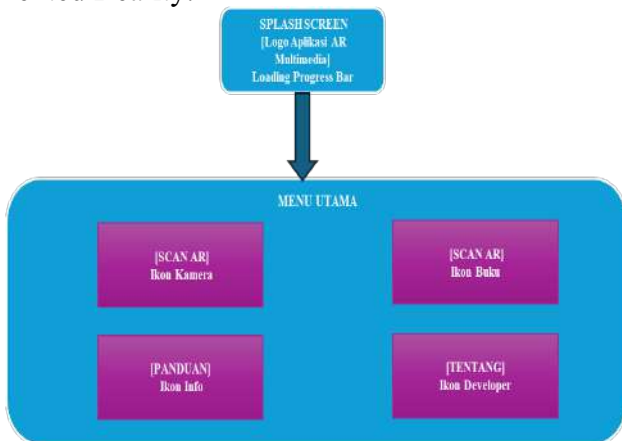 SPLASH SCREEN
[Logo Aplikasi AR
Multimedia]
Loading Progress Bar
MENU UTAMA
[SCAN AR]
Ikon Kamera
[SCAN AR]
Ikon Buku
[PANDUAN]
Ikon Info
[TENTANG]
Ikon Developer